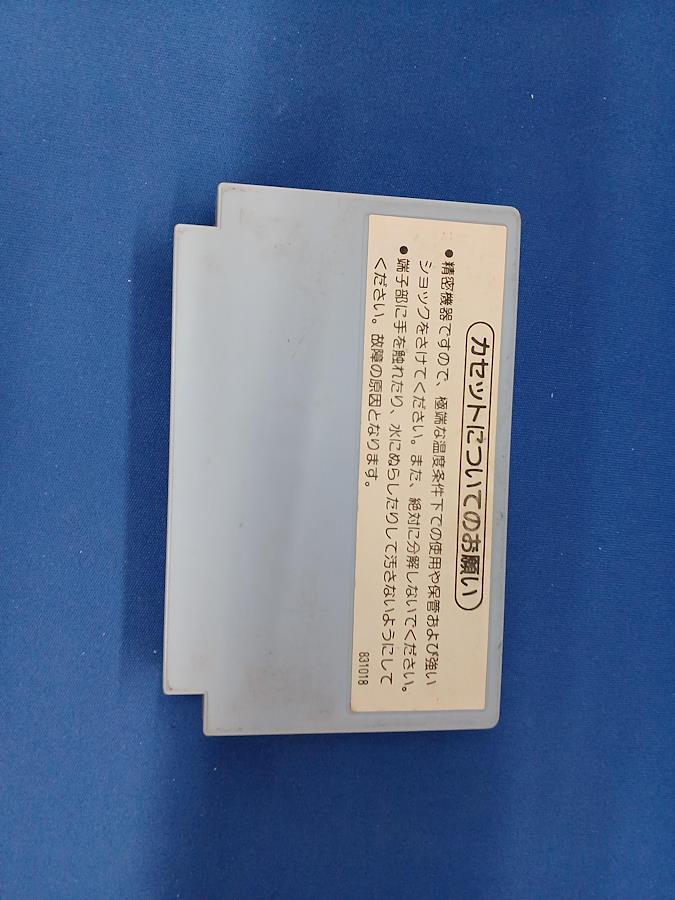 カセットについてのお願い
●精密機器ですので、極端な温度条件下での使用や保管および強い
ショックをさけてください。また、絶対に分解しないでください。
●端子部に手を触れたり、水にぬらしたりして汚さないようにして
ください。故障の原因となります。
831018